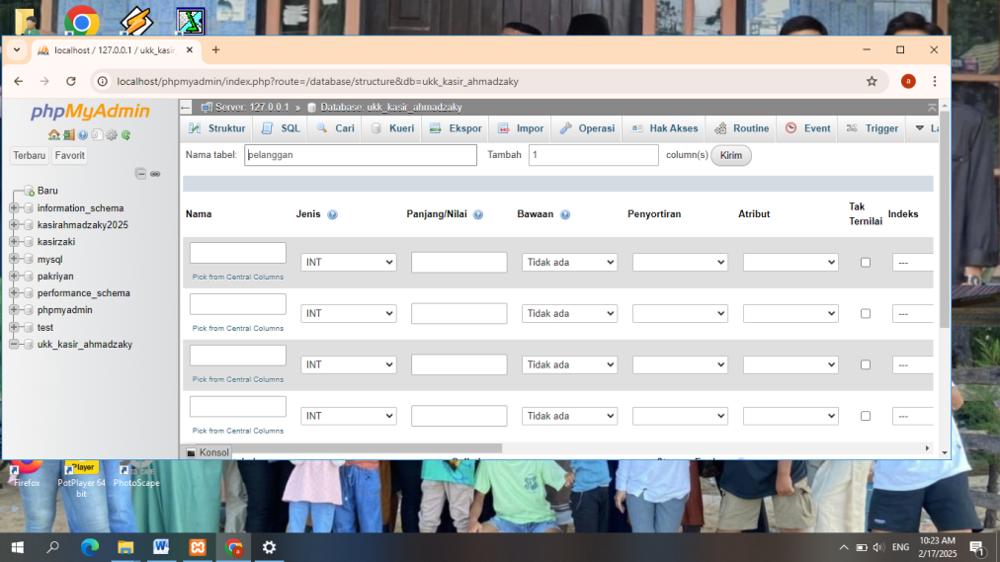 localhost / 127.0.0.1 / ukk_kasir_
localhost/phpmyadmin/index.php?route=/database/structure&db=ukk_kasir_ahmadzaky
a
phpMyAdmin
Terbaru Favorit
Baru
information_schema
kasirahmadzaky2025
kasirzaki
mysql
pakriyan
performance_schema
phpmyadmin
test
ukk_kasir_ahmadzaky
Server: 127.0.0.1 » Database: ukk_kasir_ahmadzaky
Struktur SQL Cari Kueri Ekspor Impor Operasi Hak Akses Routine Event Trigger
Nama tabel: pelanggan Tambah 1 column(s) Kirim
Nama Jenis Panjang/Nilai Bawaan Penyortiran Atribut Tak Ternilai Indeks
INT Tidak ada ---
Pick from Central Columns
INT Tidak ada ---
Pick from Central Columns
INT Tidak ada ---
Pick from Central Columns
INT Tidak ada ---
Pick from Central Columns
Konsol
Player
Firefox PotPlayer 64 bit PhotoScape
ENG
10:23 AM
2/17/2025
1